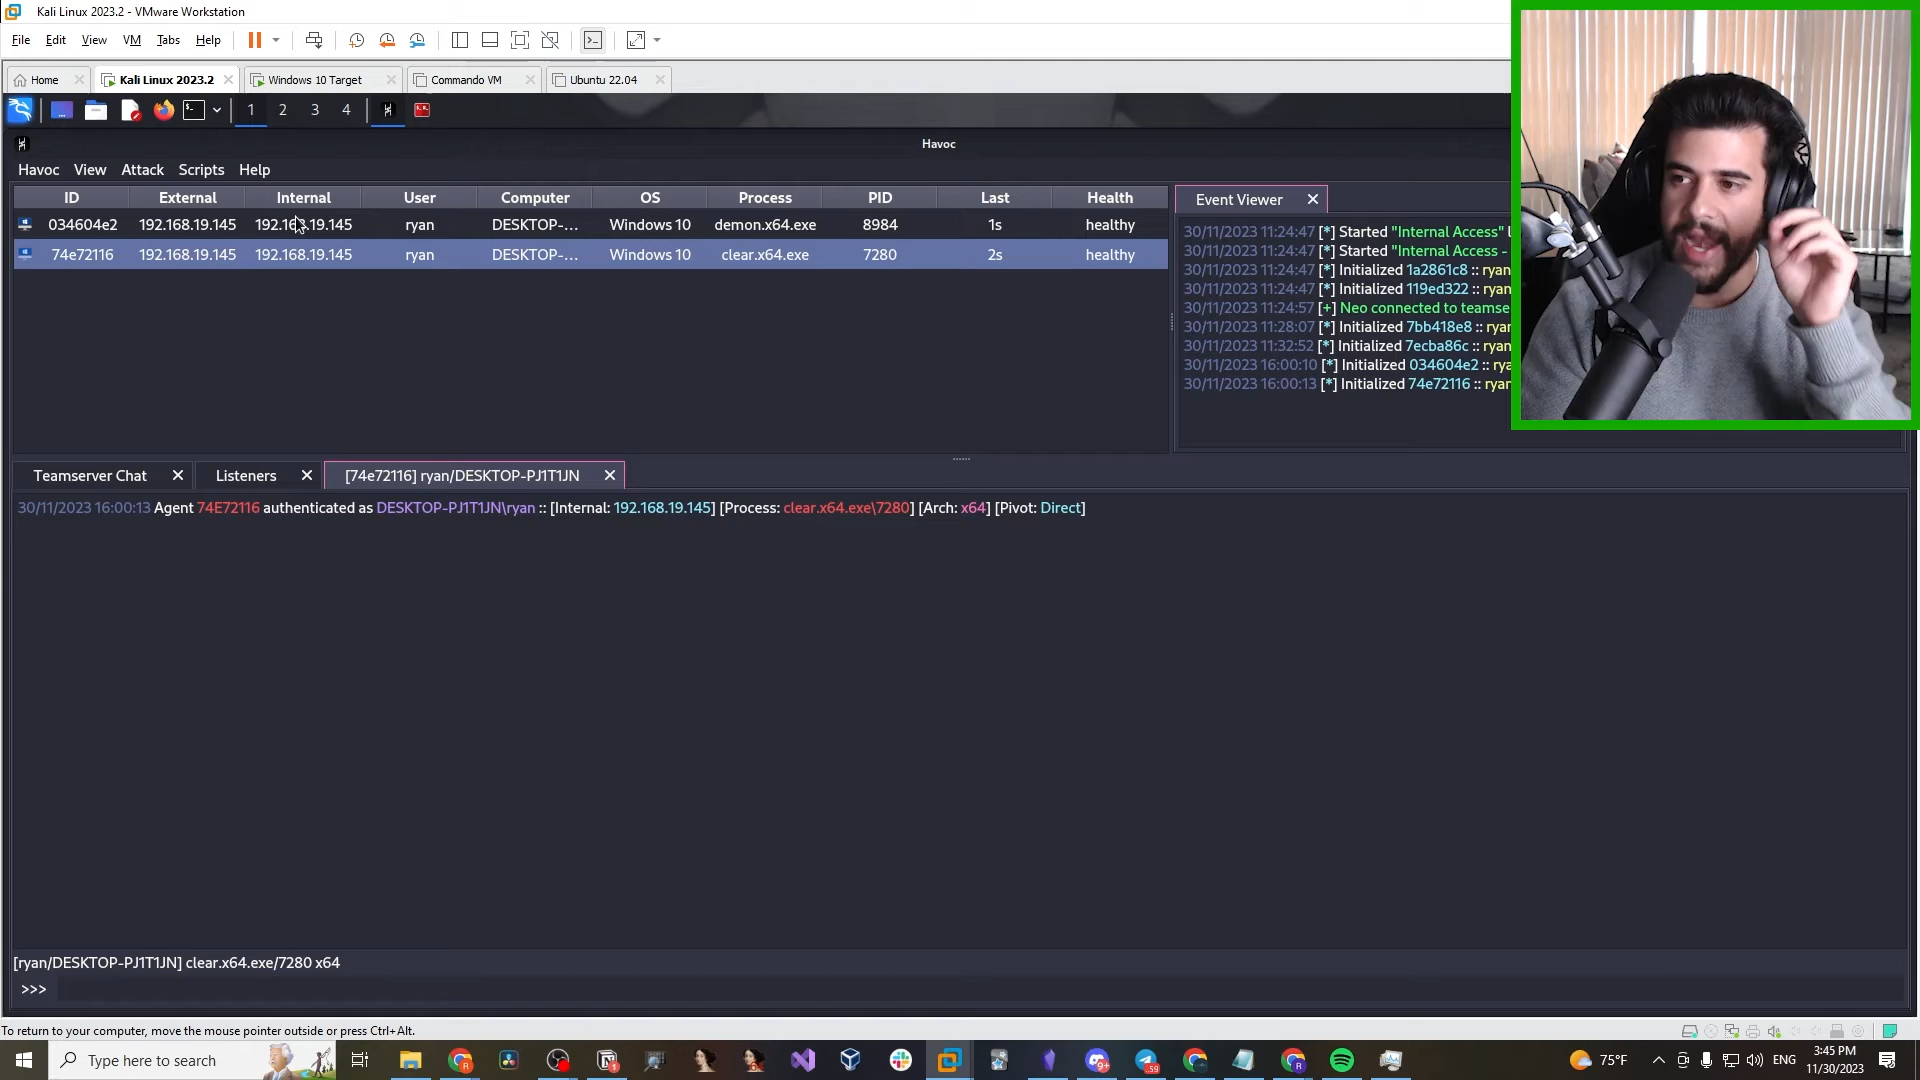 Kali Linux 2023.2 - VMware Workstation
File Edit View VM Tabs Help
Home Kali Linux 2023.2 Windows 10 Target Commando VM Ubuntu 22.04
1 2 3 4
Havoc
Havoc View Attack Scripts Help
ID External Internal User Computer OS Process PID Last Health
034604e2 192.168.19.145 192.168.19.145 ryan DESKTOP-... Windows 10 demon.x64.exe 8984 1s healthy
74e72116 192.168.19.145 192.168.19.145 ryan DESKTOP-... Windows 10 clear.x64.exe 7280 2s healthy
Event Viewer
30/11/2023 11:24:47 [*] Started "Internal Access"
30/11/2023 11:24:47 [*] Started "Internal Access -
30/11/2023 11:24:47 [*] Initialized 1a2861c8 :: ryan
30/11/2023 11:24:47 [*] Initialized 119ed322 :: ryan
30/11/2023 11:24:57 [+] Neo connected to teamse
30/11/2023 11:28:07 [*] Initialized 7bb418e8 :: ryan
30/11/2023 11:32:52 [*] Initialized 7ecba86c :: ryan
30/11/2023 16:00:10 [*] Initialized 034604e2 :: rya
30/11/2023 16:00:13 [*] Initialized 74e72116 :: ryan
Teamserver Chat Listeners [74e72116] ryan/DESKTOP-PJ1T1JN
30/11/2023 16:00:13 Agent 74E72116 authenticated as DESKTOP-PJ1T1JN\ryan :: [Internal: 192.168.19.145] [Process: clear.x64.exe\7280] [Arch: x64] [Pivot: Direct]
[ryan/DESKTOP-PJ1T1JN] clear.x64.exe/7280 x64
>>>
To return to your computer, move the mouse pointer outside or press Ctrl+Alt.
Type here to search
75°F
ENG
3:45 PM
11/30/2023